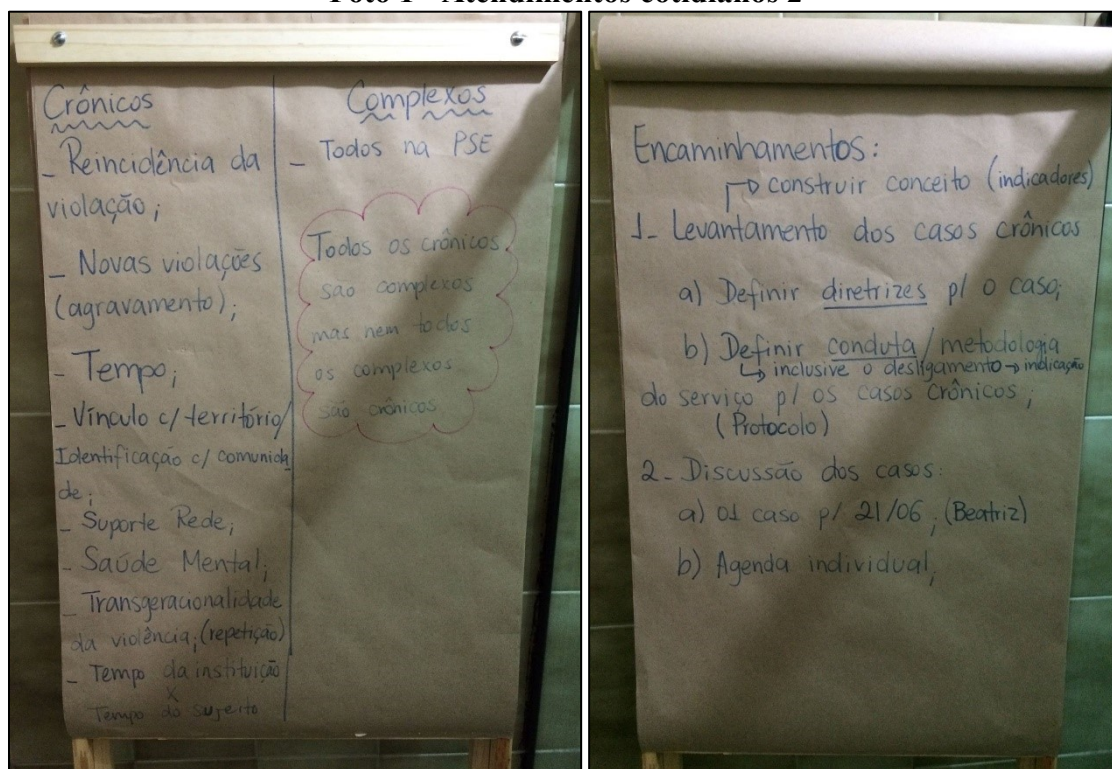 Crônicos
_ Reincidência da
violação;
_ Novas violações
(agravamento);
- Tempo;
- Vínculo c/ território/
Identificação c/ comunida
de;
- Suporte Rede;
- Saúde Mental;
- Transgeracionalidade
da violência; (repetição)
- Tempo da instituição
x
Tempo do sujeito
Complexos
- Todos na PSE
Todos os crônicos
são complexos
mas nem todos
os complexos
são crônicos
Encaminhamentos:
construir conceito (indicadores)
1- Levantamento dos casos crônicos
a) Definir diretrizes p/ o caso;
b) Definir conduta / metodologia
inclusive o desligamento → indicação
do serviço p/ os casos crônicos;
(Protocolo)
2- Discussão dos casos:
a) 01 caso p/ 21/06; (Beatriz)
b) Agenda individual;